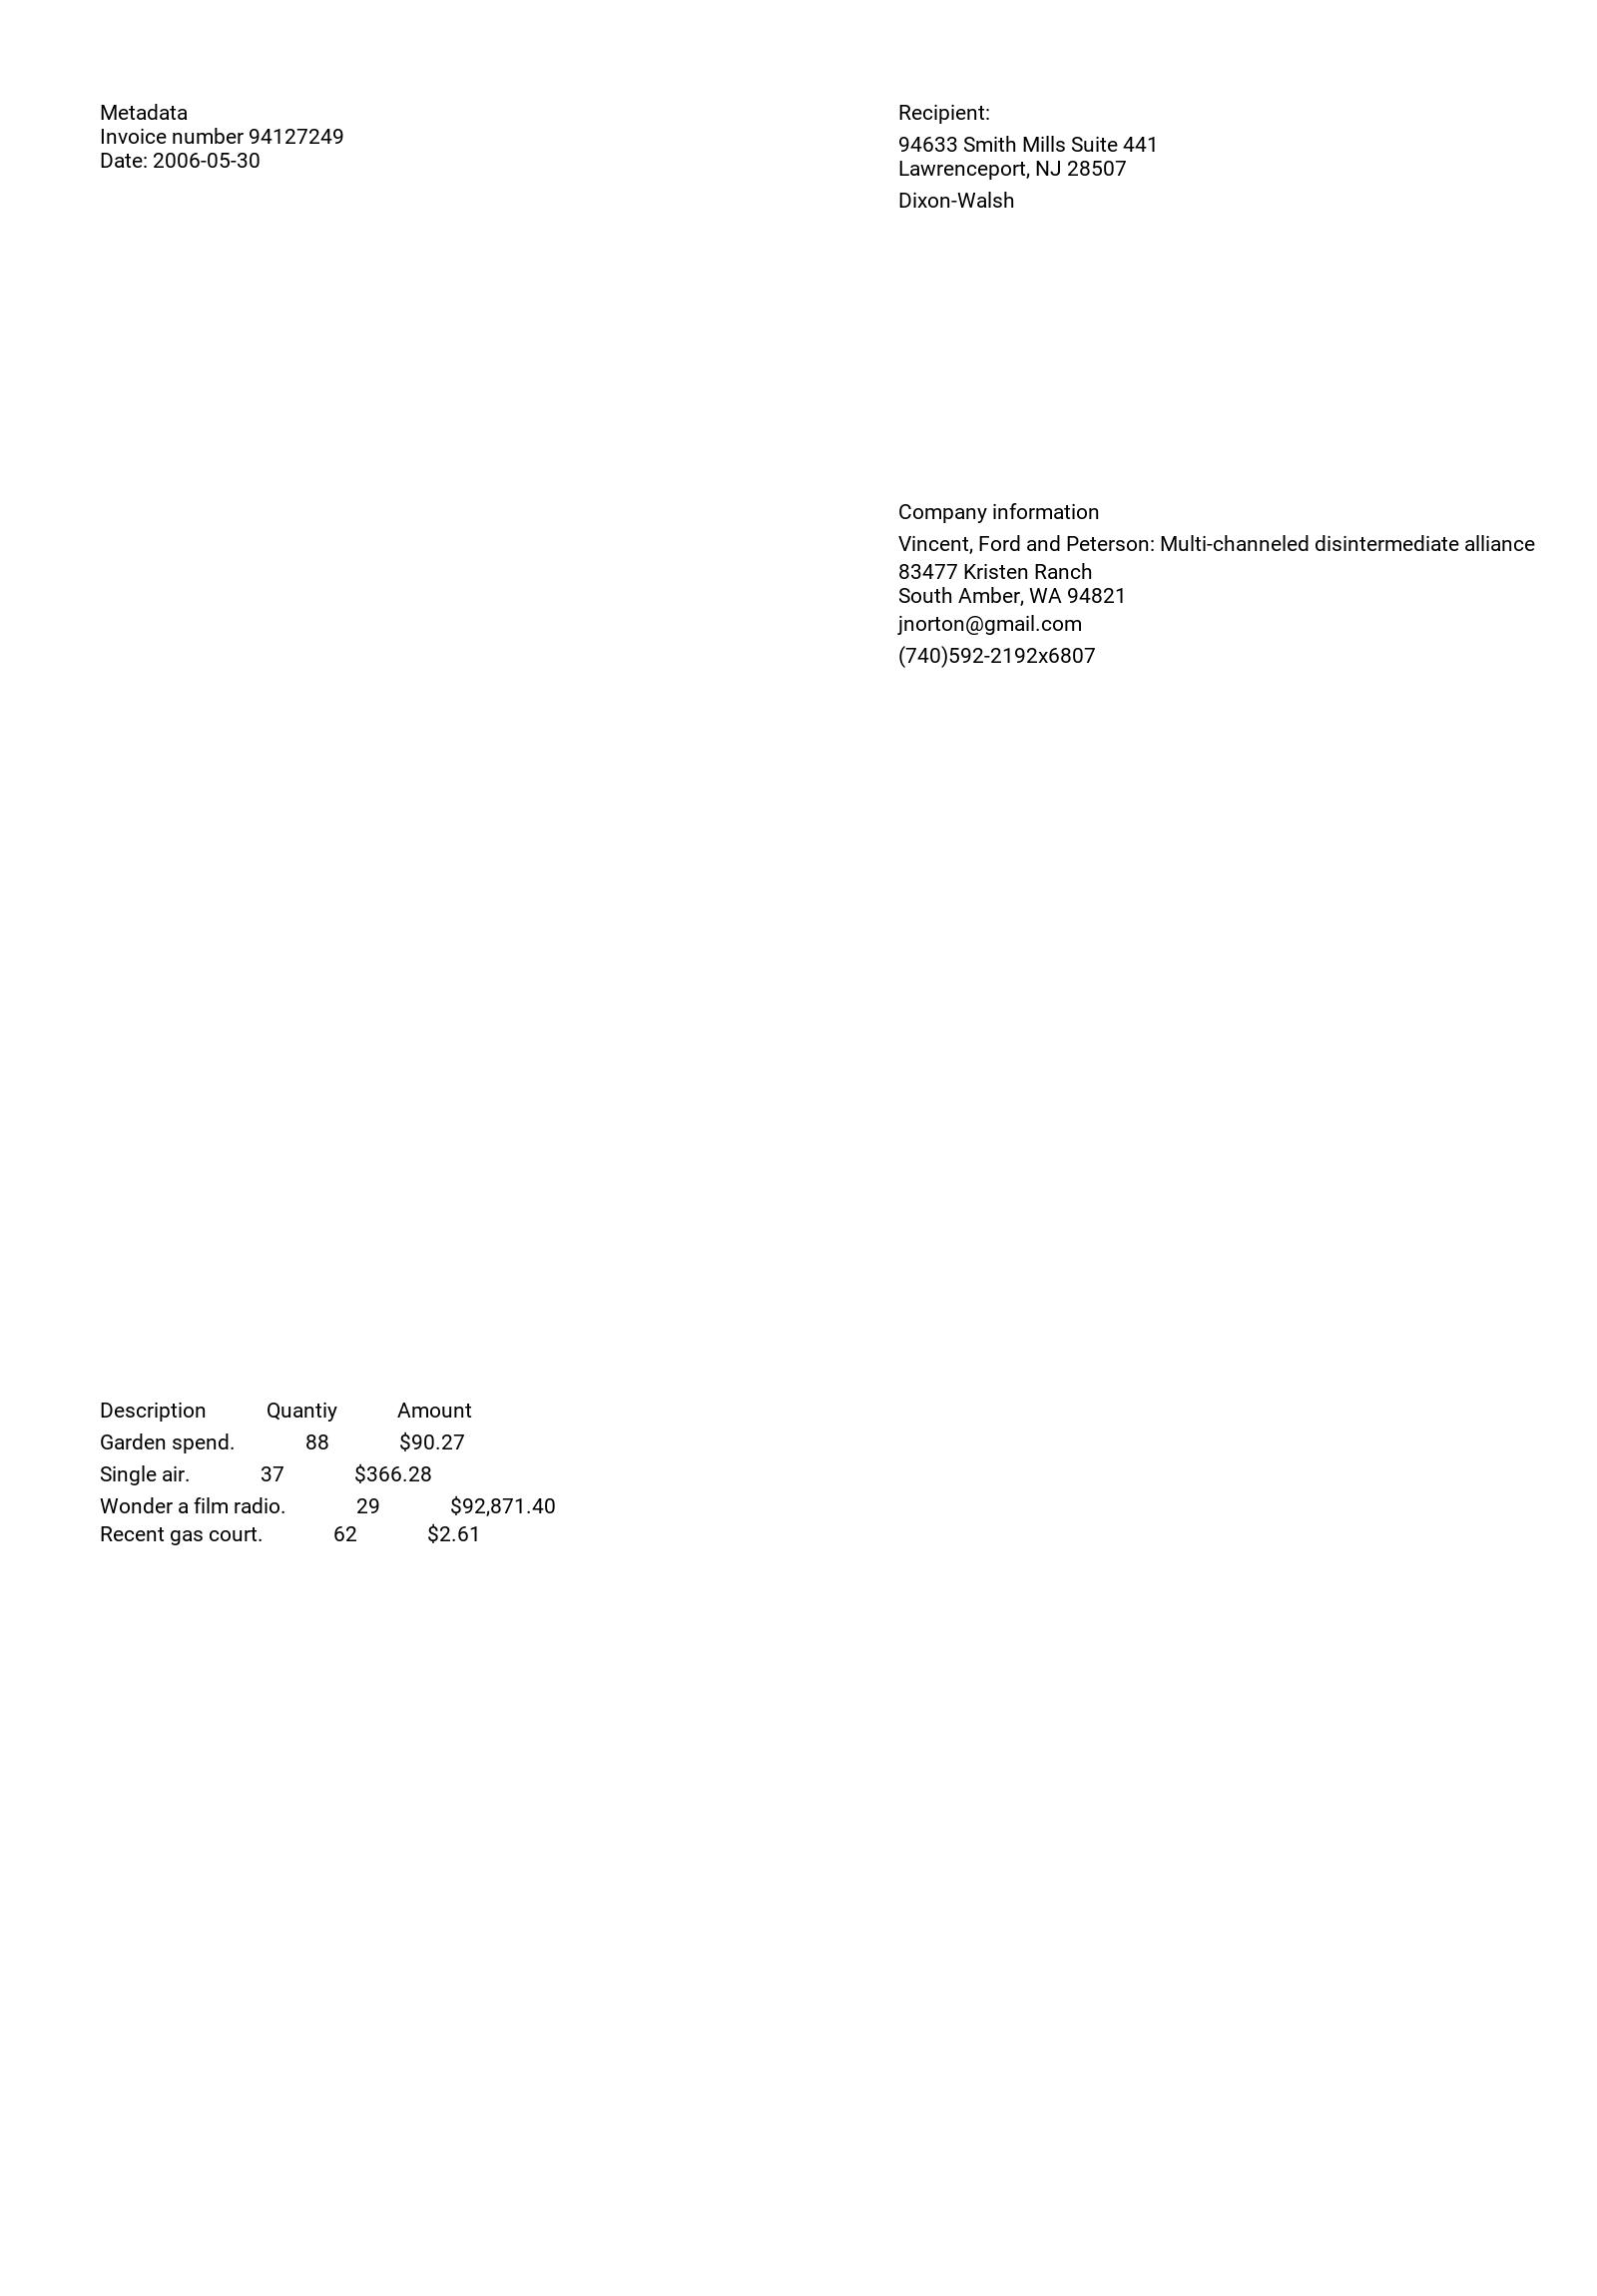 Metadata
Invoice number 94127249
Date: 2006-05-30
Recipient:
94633 Smith Mills Suite 441
Lawrenceport, NJ 28507
Dixon-Walsh
Company information
Vincent, Ford and Peterson: Multi-channeled disintermediate alliance
83477 Kristen Ranch
South Amber, WA 94821
jnorton@gmail.com
(740)592-2192x6807
Description Quantiy Amount
Garden spend. 88 $90.27
Single air. 37 $366.28
Wonder a film radio. 29 $92,871.40
Recent gas court. 62 $2.61